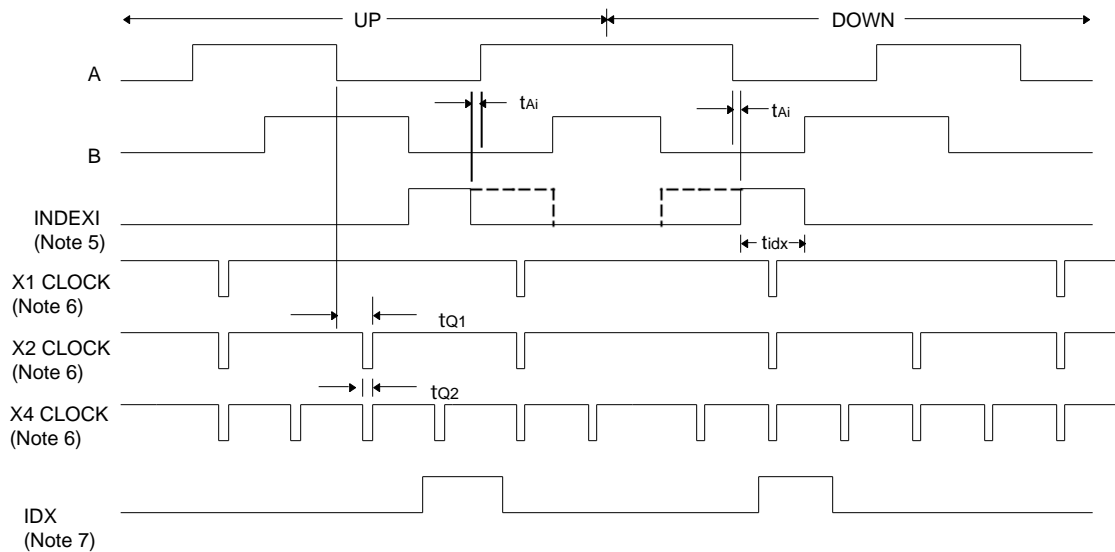 UP DOWN
A
tAi tAi
B
INDEXI
(Note 5)
tidx
X1 CLOCK
(Note 6)
tQ1
X2 CLOCK
(Note 6)
tQ2
X4 CLOCK
(Note 6)
IDX
(Note 7)